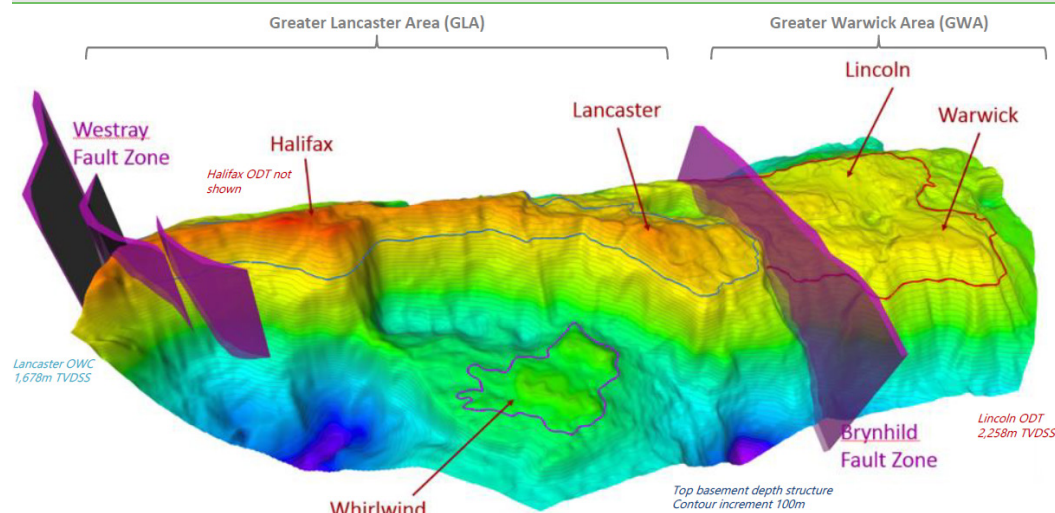 Greater Lancaster Area (GLA)
Greater Warwick Area (GWA)
Lincoln
Lancaster
Warwick
Westray
Fault Zone
Halifax
Halifax ODT not
shown
Lancaster OWC
1,678m TVDSS
Lincoln ODT
2,258m TVDSS
Brynhild
Fault Zone
Top basement depth structure
Contour increment 100m
Whirlwind